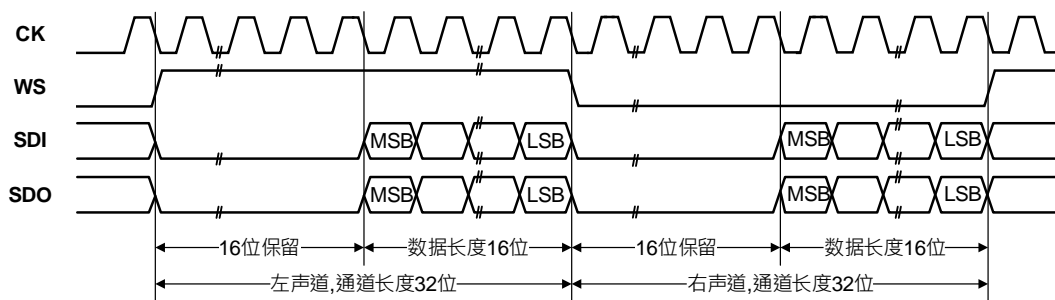 CK
WS
SDI MSB LSB MSB LSB
SDO MSB LSB MSB LSB
16位保留 数据长度16位 16位保留 数据长度16位
左声道,通道长度32位 右声道,通道长度32位